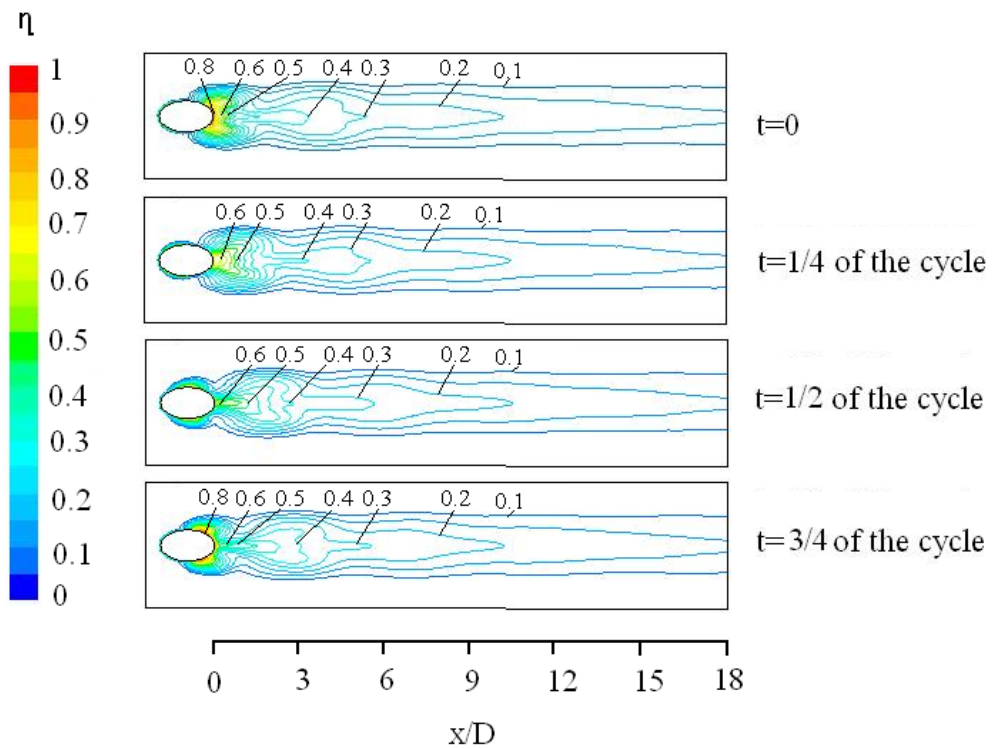 η
1
0.9
0.8
0.7
0.6
0.5
0.4
0.3
0.2
0.1
0
0.8 0.6 0.5 0.4 0.3 0.2 0.1
t=0
0.6 0.5 0.4 0.3 0.2 0.1
t=1/4 of the cycle
0.6 0.5 0.4 0.3 0.2 0.1
t=1/2 of the cycle
0.8 0.6 0.5 0.4 0.3 0.2 0.1
t=3/4 of the cycle
0 3 6 9 12 15 18
x/D